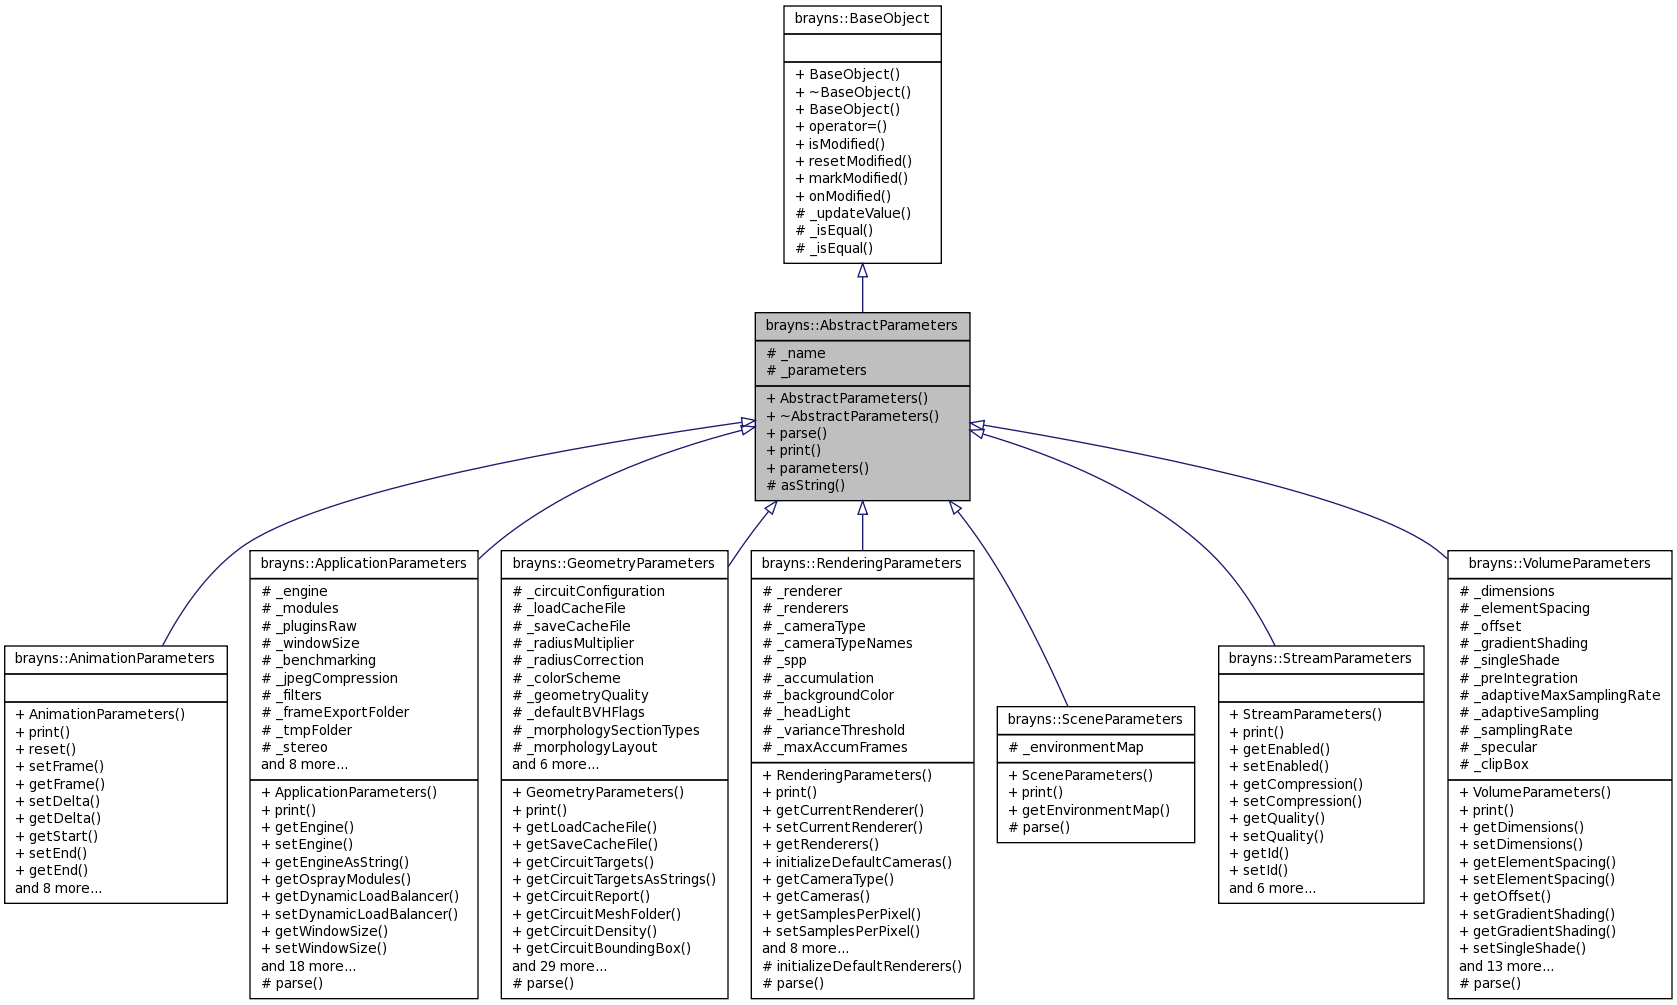 brayns::BaseObject
+ BaseObject()
+ ~BaseObject()
+ BaseObject()
+ operator=()
+ isModified()
+ resetModified()
+ markModified()
+ onModified()
# _updateValue()
# _isEqual()
# _isEqual()
brayns::AbstractParameters
# _name
# _parameters
+ AbstractParameters()
+ ~AbstractParameters()
+ parse()
+ print()
+ parameters()
# asString()
brayns::AnimationParameters
+ AnimationParameters()
+ print()
+ reset()
+ setFrame()
+ getFrame()
+ setDelta()
+ getDelta()
+ getStart()
+ setEnd()
+ getEnd()
and 8 more...
brayns::ApplicationParameters
# _engine
# _modules
# _pluginsRaw
# _windowSize
# _benchmarking
# _jpegCompression
# _filters
# _frameExportFolder
# _tmpFolder
# _stereo
and 8 more...
+ ApplicationParameters()
+ print()
+ getEngine()
+ setEngine()
+ getEngineAsString()
+ getOsprayModules()
+ getDynamicLoadBalancer()
+ setDynamicLoadBalancer()
+ getWindowSize()
+ setWindowSize()
and 18 more...
# parse()
brayns::GeometryParameters
# _circuitConfiguration
# _loadCacheFile
# _saveCacheFile
# _radiusMultiplier
# _radiusCorrection
# _colorScheme
# _geometryQuality
# _defaultBVHFlags
# _morphologySectionTypes
# _morphologyLayout
and 6 more...
+ GeometryParameters()
+ print()
+ getLoadCacheFile()
+ getSaveCacheFile()
+ getCircuitTargets()
+ getCircuitTargetsAsStrings()
+ getCircuitReport()
+ getCircuitMeshFolder()
+ getCircuitDensity()
+ getCircuitBoundingBox()
and 29 more...
# parse()
brayns::RenderingParameters
# _renderer
# _renderers
# _cameraType
# _cameraTypeNames
# _spp
# _accumulation
# _backgroundColor
# _headLight
# _varianceThreshold
# _maxAccumFrames
+ RenderingParameters()
+ print()
+ getCurrentRenderer()
+ setCurrentRenderer()
+ getRenderers()
+ initializeDefaultCameras()
+ getCameraType()
+ getCameras()
+ getSamplesPerPixel()
+ setSamplesPerPixel()
and 8 more...
# initializeDefaultRenderers()
# parse()
brayns::SceneParameters
# _environmentMap
+ SceneParameters()
+ print()
+ getEnvironmentMap()
# parse()
brayns::StreamParameters
+ StreamParameters()
+ print()
+ getEnabled()
+ setEnabled()
+ getCompression()
+ setCompression()
+ getQuality()
+ setQuality()
+ getId()
+ setId()
and 6 more...
brayns::VolumeParameters
# _dimensions
# _elementSpacing
# _offset
# _gradientShading
# _singleShade
# _preIntegration
# _adaptiveMaxSamplingRate
# _adaptiveSampling
# _samplingRate
# _specular
# _clipBox
+ VolumeParameters()
+ print()
+ getDimensions()
+ setDimensions()
+ getElementSpacing()
+ setElementSpacing()
+ getOffset()
+ setGradientShading()
+ getGradientShading()
+ setSingleShade()
and 13 more...
# parse()